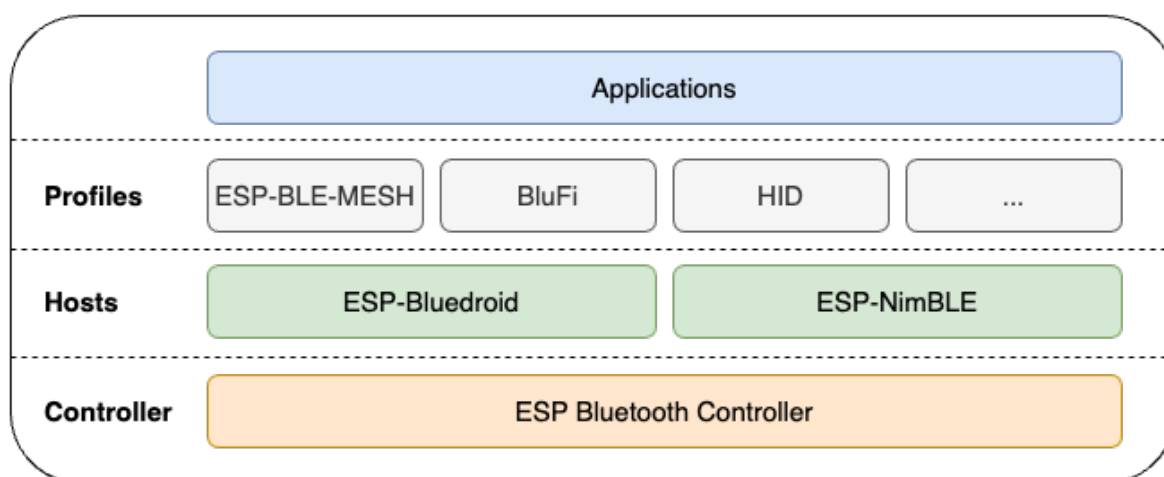 Applications
Profiles
ESP-BLE-MESH
BluFi
HID
...
Hosts
ESP-Bluedroid
ESP-NimBLE
Controller
ESP Bluetooth Controller